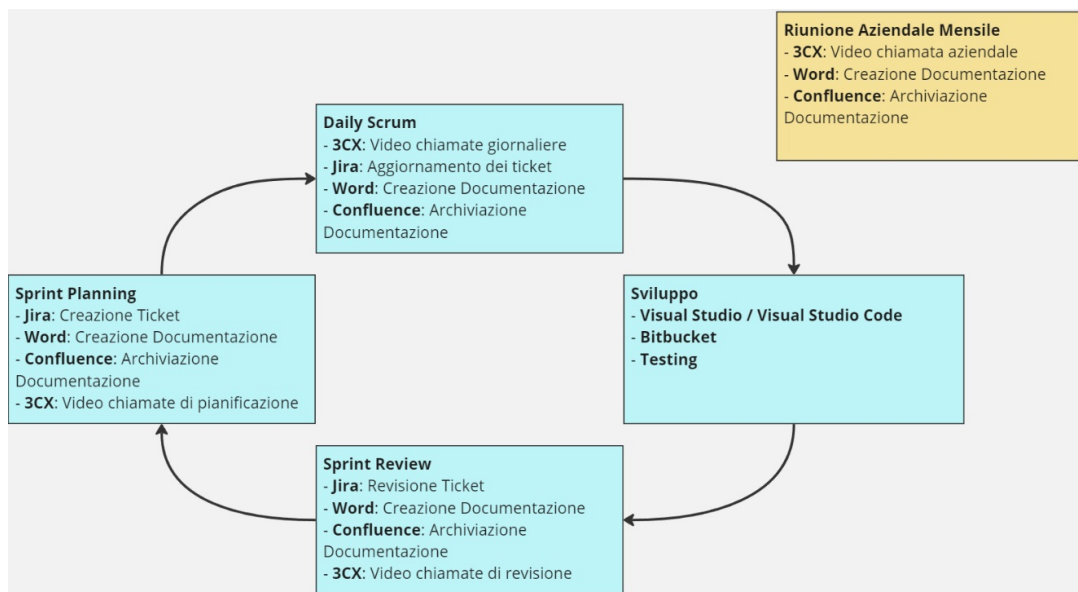 Riunione Aziendale Mensile
- 3CX: Video chiamata aziendale
- Word: Creazione Documentazione
- Confluence: Archiviazione
Documentazione
Daily Scrum
- 3CX: Video chiamate giornaliere
- Jira: Aggiornamento dei ticket
- Word: Creazione Documentazione
- Confluence: Archiviazione
Documentazione
Sprint Planning
- Jira: Creazione Ticket
- Word: Creazione Documentazione
- Confluence: Archiviazione
Documentazione
- 3CX: Video chiamate di pianificazione
Sviluppo
- Visual Studio / Visual Studio Code
- Bitbucket
- Testing
Sprint Review
- Jira: Revisione Ticket
- Word: Creazione Documentazione
- Confluence: Archiviazione
Documentazione
- 3CX: Video chiamate di revisione